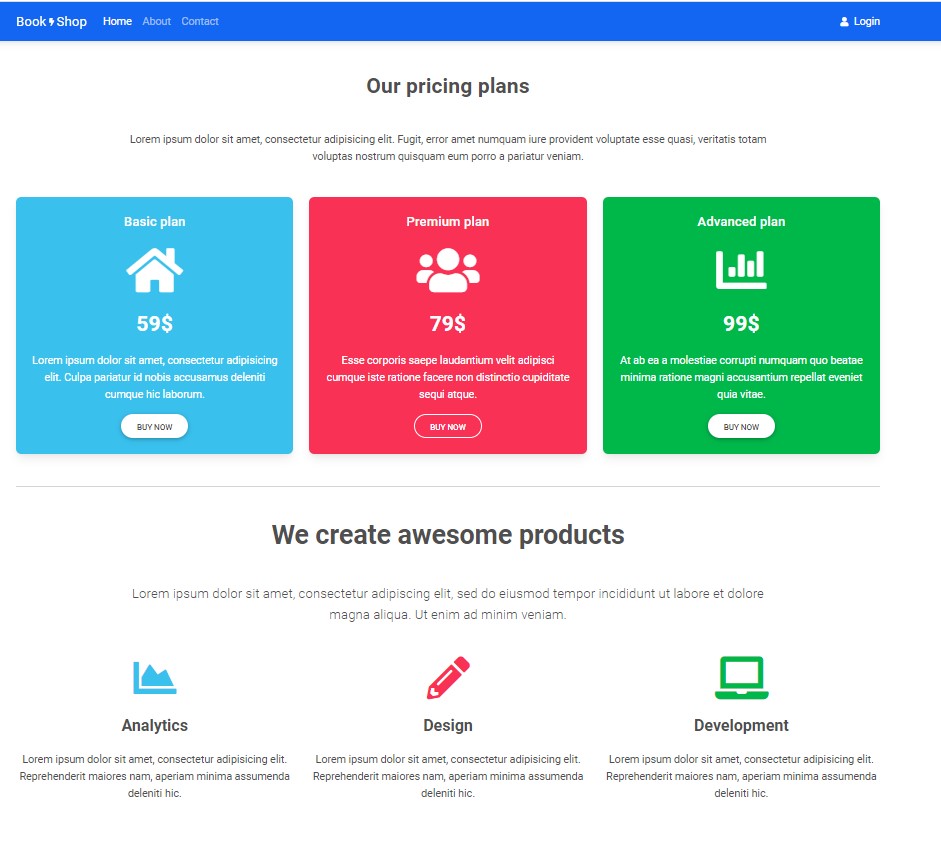 Book Shop Home About Contact Login
Our pricing plans
Lorem ipsum dolor sit amet, consectetur adipisicing elit. Fugit, error amet numquam iure provident voluptate esse quasi, veritatis totam
voluptas nostrum quisquam eum porro a pariatur veniam.
Basic plan
59$
Lorem ipsum dolor sit amet, consectetur adipisicing
elit. Culpa pariatur id nobis accusamus deleniti
cumque hic laborum.
BUY NOW
Premium plan
79$
Esse corporis saepe laudantium velit adipisci
cumque iste ratione facere non distinctio cupiditate
sequi atque.
BUY NOW
Advanced plan
99$
At ab ea a molestiae corrupti numquam quo beatae
minima ratione magni accusantium repellat eveniet
quia vitae.
BUY NOW
We create awesome products
Lorem ipsum dolor sit amet, consectetur adipiscing elit, sed do eiusmod tempor incididunt ut labore et dolore
magna aliqua. Ut enim ad minim veniam.
Analytics
Lorem ipsum dolor sit amet, consectetur adipisicing elit.
Reprehenderit maiores nam, aperiam minima assumenda
deleniti hic.
Design
Lorem ipsum dolor sit amet, consectetur adipisicing elit.
Reprehenderit maiores nam, aperiam minima assumenda
deleniti hic.
Development
Lorem ipsum dolor sit amet, consectetur adipisicing elit.
Reprehenderit maiores nam, aperiam minima assumenda
deleniti hic.